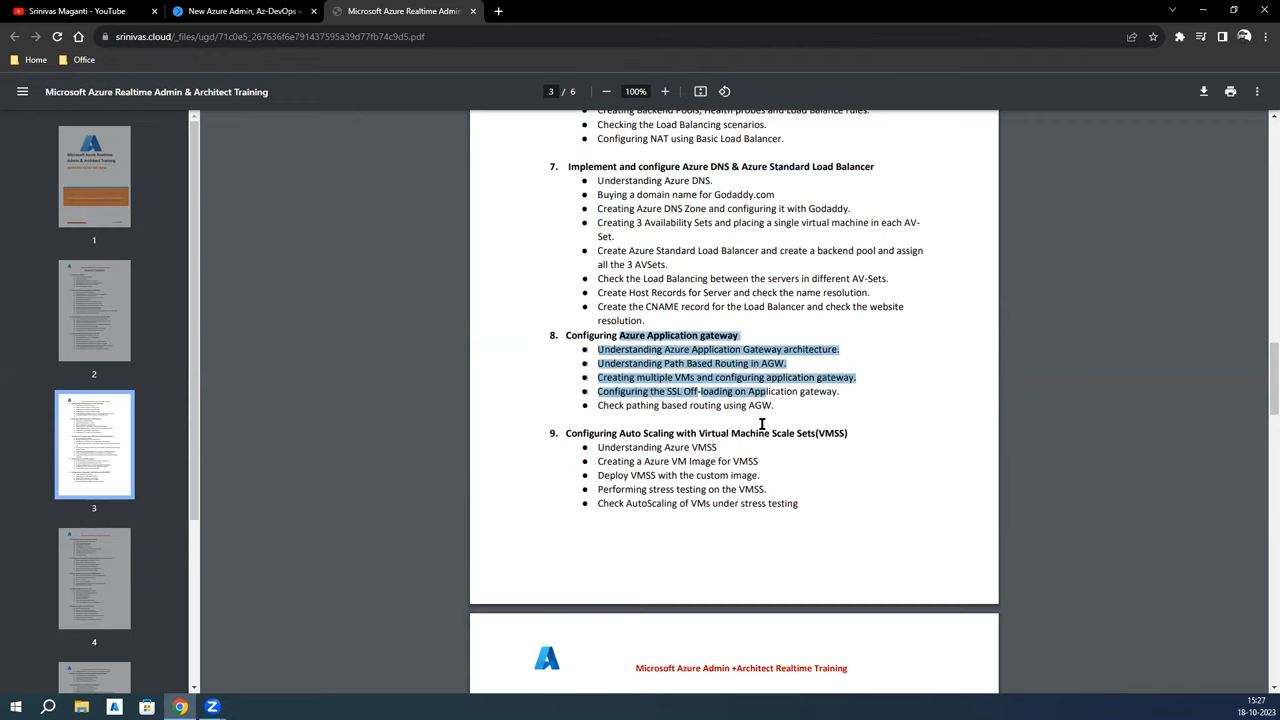 Srinivas Maganti - YouTube
New Azure Admin, Az-DevOps v
Microsoft Azure Realtime Admin
srinivas.cloud/_files/ugd/71c0e5_267636f6e791437595a39d77fb74c9d5.pdf
Home
Office
Microsoft Azure Realtime Admin & Architect Training
3 / 6
100%
Creating Backend Pools, Health probes and Load Balance rules.
● Checking the Load Balancing scenarios.
● Configuring NAT using Basic Load Balancer.
7. Implement and configure Azure DNS & Azure Standard Load Balancer
● Understanding Azure DNS.
● Buying a domain name for Godaddy.com
● Creating Azure DNS Zone and configuring it with Godaddy.
● Creating 3 Availability Sets and placing a single virtual machine in each AV-
Set.
● Create Azure Standard Load Balancer and create a backend pool and assign
all the 3 AVSets.
● Check the Load Balancing between the servers in different AV-Sets.
● Create Host Records for Server and check the name resolution.
● Create the CNAME record for the Load Balancer and check the website
resolution.
8. Configuring Azure Application gateway
● Understanding Azure Application Gateway architecture.
● Understanding Path Based Routing in AGW.
● Creating multiple VMs and configuring application gateway.
● Configuring the SSL Off-loading on Application gateway.
● Check pathing based routing using AGW.
9. Configuring Auto Scaling with Virtual Machine Scale Sets(VMSS)
● Understanding Azure VMSS
● Creating a Azure VM Image for VMSS
● Deploy VMSS with the custom image.
● Performing stress testing on the VMSS.
● Check AutoScaling of VMs under stress testing
Microsoft Azure Admin +Architect Realtime Training
1
2
3
4
15:27
18-10-2023